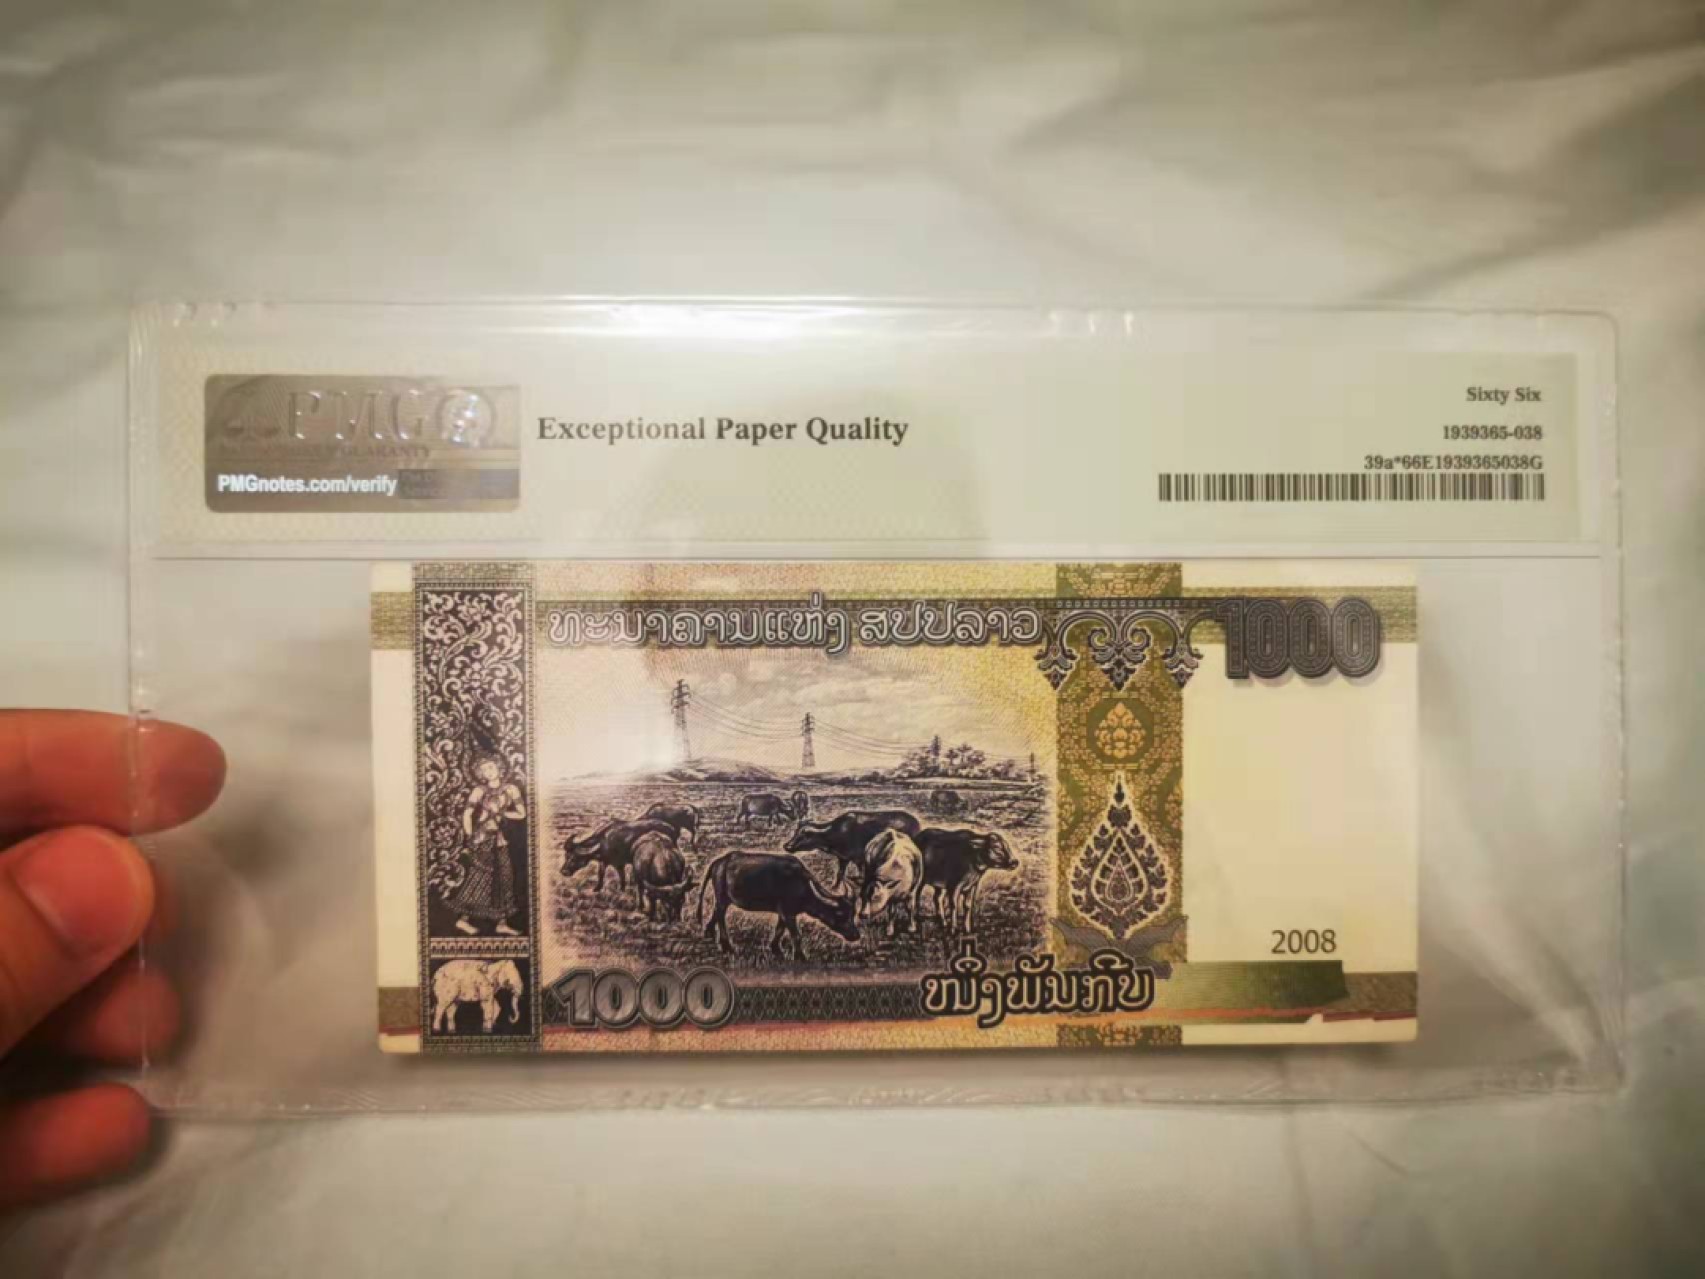 PMG
PMGnotes.com/verify
Exceptional Paper Quality
Sixty Six
1939365-038
39a*66E1939365038G
ທະນາຄານແຫ່ງ ສປປລາວ
1000
2008
1000
ໜຶ່ງພັນກີບ